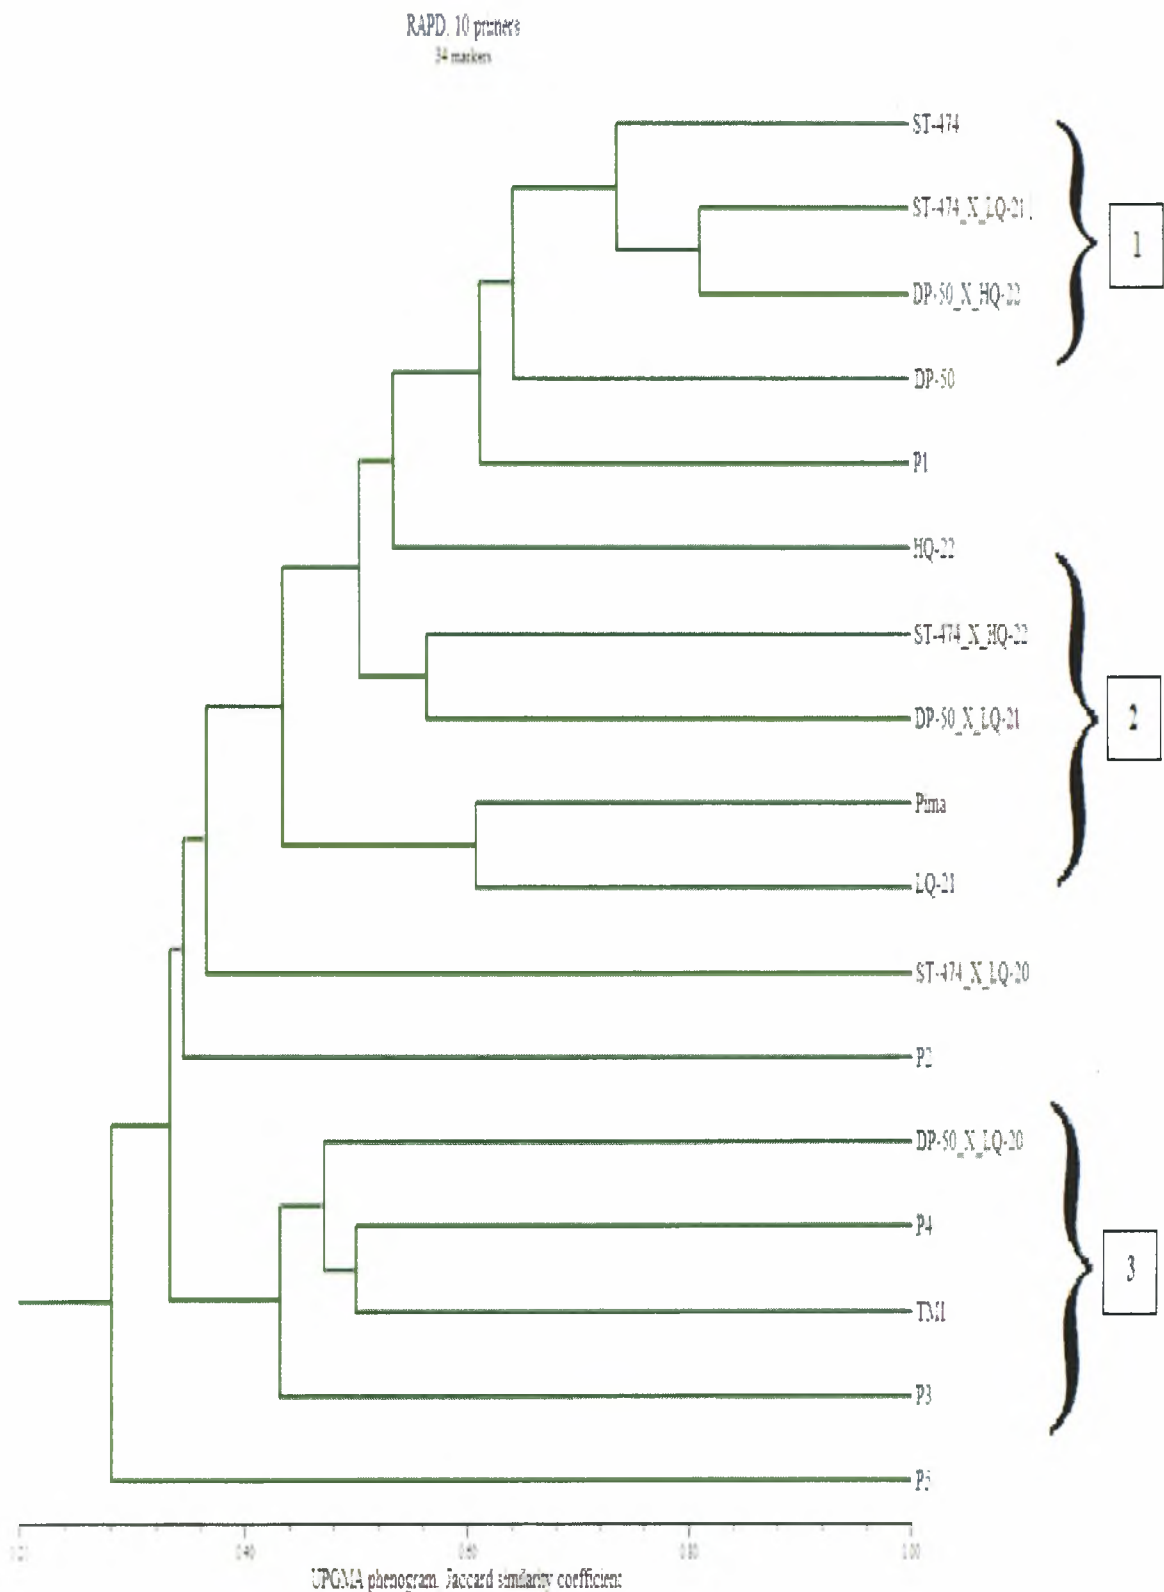 RAPD, 10 primers
34 markers
ST-474
ST-474_X_LQ-21
1
DP-50_X_HQ-22
DP-50
P1
HQ-22
ST-474_X_HQ-22
2
DP-50_X_LQ-21
Pima
LQ-21
ST-474_X_LQ-20
P2
DP-50_X_LQ-20
P4
3
TM1
P3
P5
0.40 0.60 0.80 1.00
UPGMA phenogram, Jaccard similarity coefficient